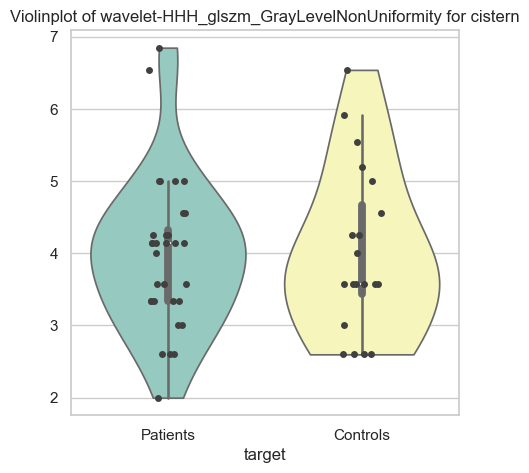 Violinplot of wavelet-HHH_glszm_GrayLevelNonUniformity for cistern
7
6
5
4
3
2
Patients
Controls
target